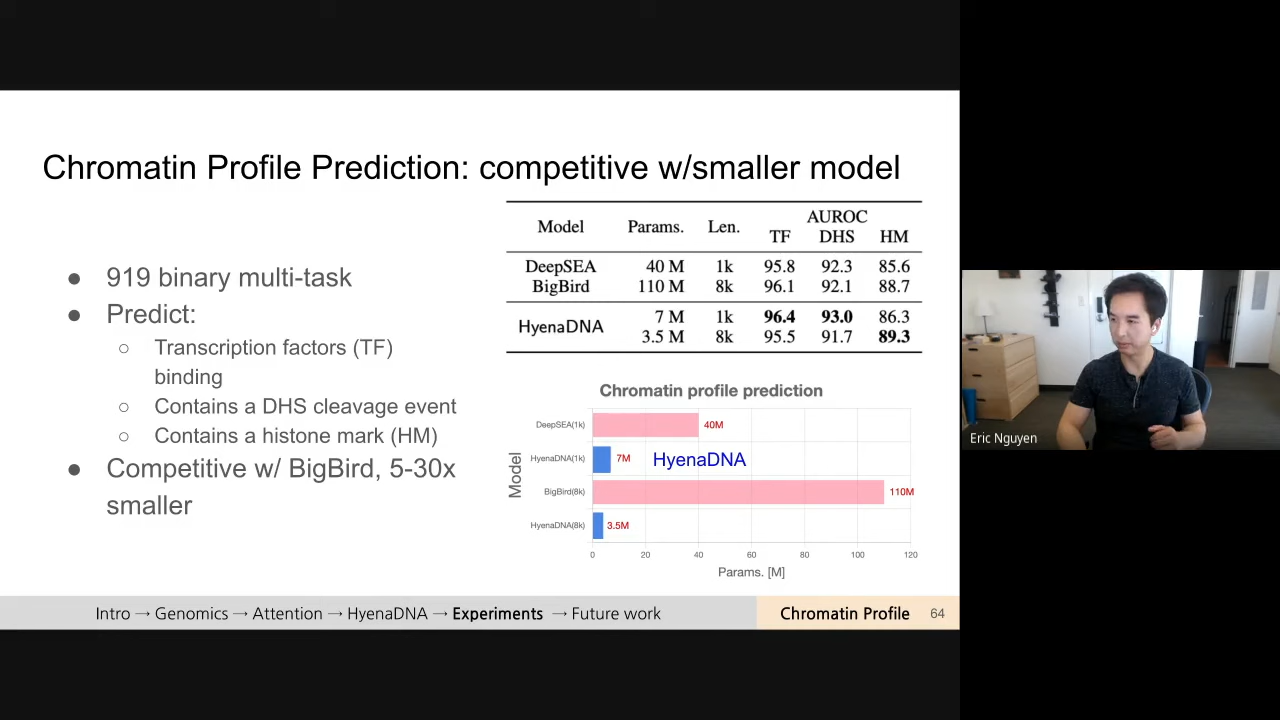 Chromatin Profile Prediction: competitive w/smaller model
● 919 binary multi-task
● Predict:
○ Transcription factors (TF)
binding
○ Contains a DHS cleavage event
○ Contains a histone mark (HM)
● Competitive w/ BigBird, 5-30x
smaller
Model Params. Len. AUROC
TF DHS HM
DeepSEA 40 M 1k 95.8 92.3 85.6
BigBird 110 M 8k 96.1 92.1 88.7
HyenaDNA 7 M 1k 96.4 93.0 86.3
3.5 M 8k 95.5 91.7 89.3
Chromatin profile prediction
Model
DeepSEA(1k) 40M
HyenaDNA(1k) 7M HyenaDNA
BigBird(8k) 110M
HyenaDNA(8k) 3.5M
0 20 40 60 80 100 120
Params. [M]
Intro → Genomics → Attention → HyenaDNA → Experiments → Future work
Chromatin Profile 64
Eric Nguyen